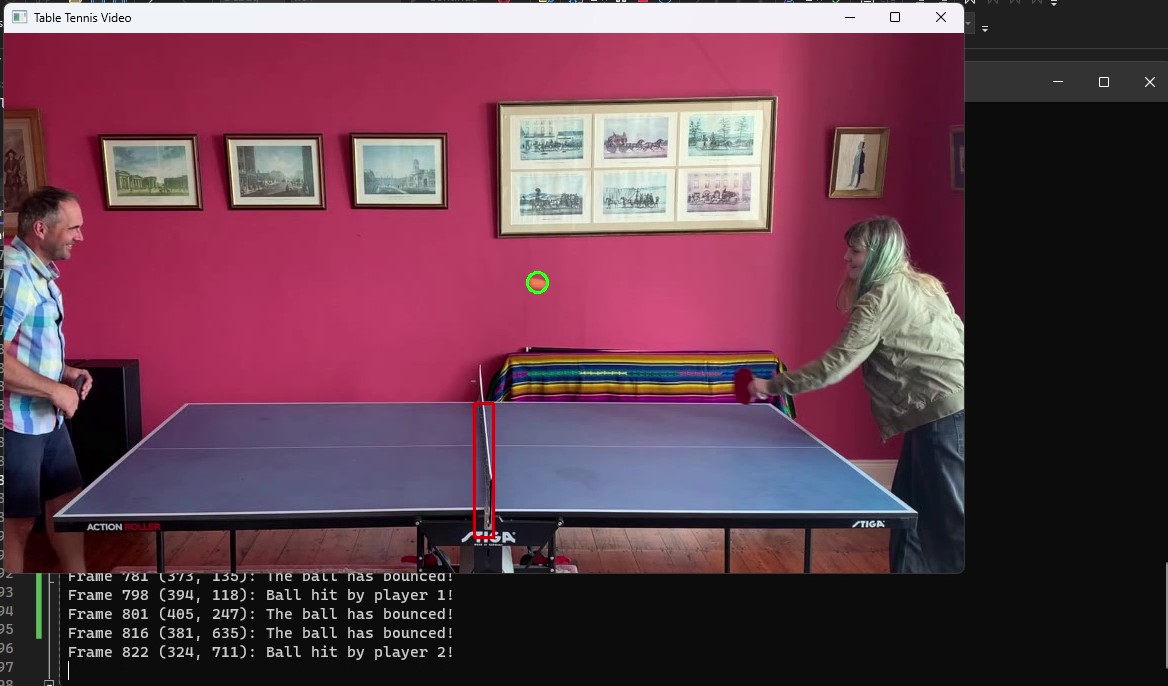 Table Tennis Video
ACTION ROLLER
STIGA
STIGA
92
Frame 781 (373, 135): The ball has bounced!
93
Frame 798 (394, 118): Ball hit by player 1!
94
Frame 801 (405, 247): The ball has bounced!
95
Frame 816 (381, 635): The ball has bounced!
96
Frame 822 (324, 711): Ball hit by player 2!
97
98